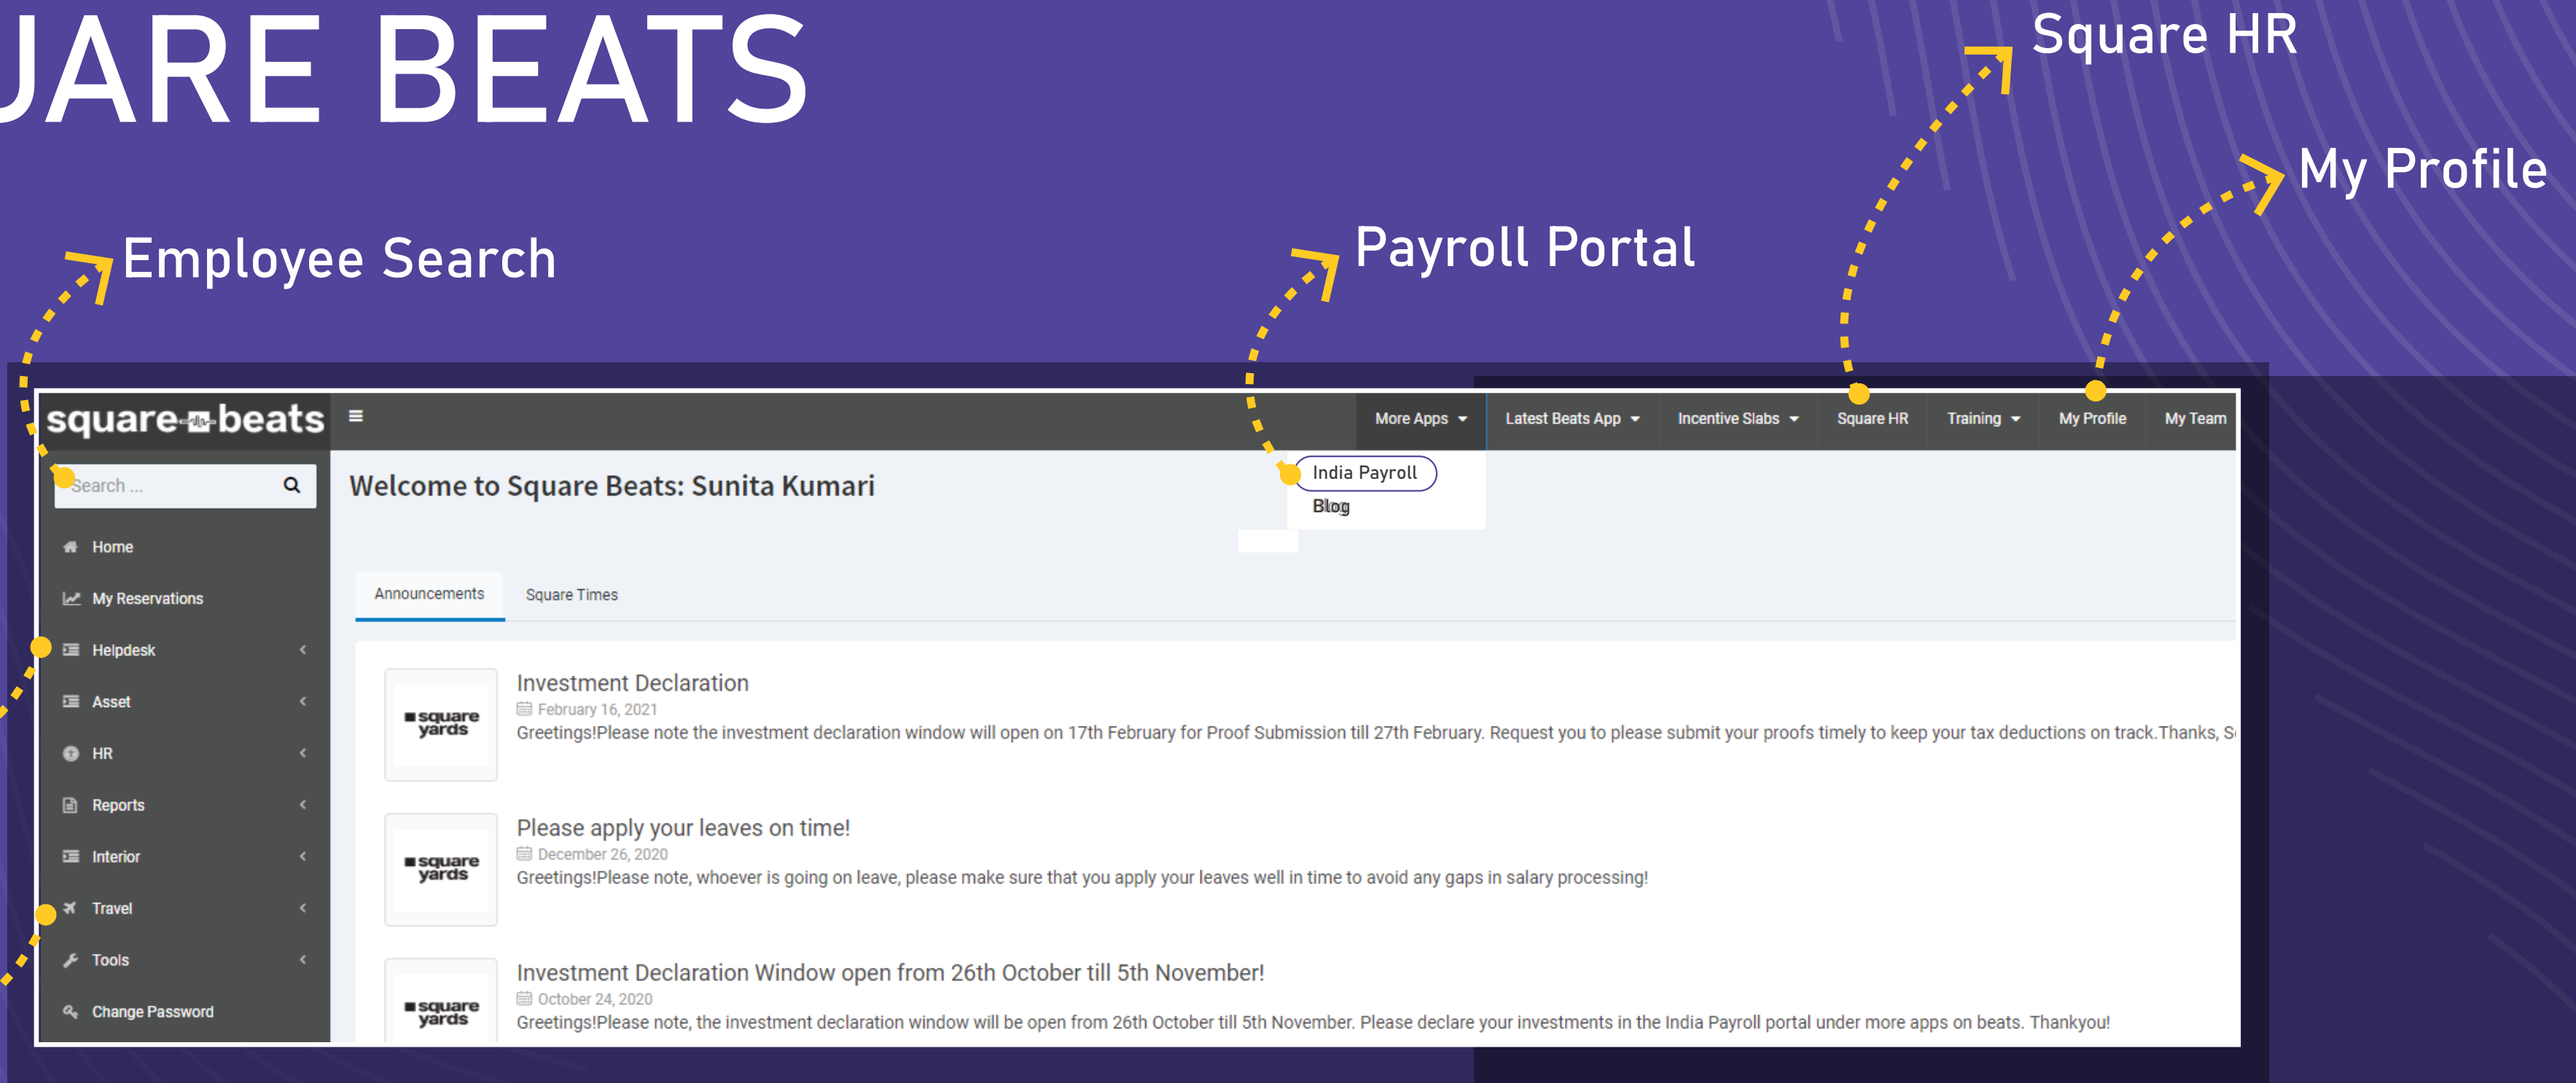 UARE BEATS
Square HR
My Profile
Employee Search
Payroll Portal
square beats
More Apps
Latest Beats App
Incentive Slabs
Square HR
Training
My Profile
My Team
Search ...
Welcome to Square Beats: Sunita Kumari
India Payroll
Blog
Home
My Reservations
Helpdesk
Asset
HR
Reports
Interior
Travel
Tools
Change Password
Announcements
Square Times
square
yards
Investment Declaration
February 16, 2021
Greetings!Please note the investment declaration window will open on 17th February for Proof Submission till 27th February. Request you to please submit your proofs timely to keep your tax deductions on track.Thanks,
square
yards
Please apply your leaves on time!
December 26, 2020
Greetings!Please note, whoever is going on leave, please make sure that you apply your leaves well in time to avoid any gaps in salary processing!
square
yards
Investment Declaration Window open from 26th October till 5th November!
October 24, 2020
Greetings!Please note, the investment declaration window will be open from 26th October till 5th November. Please declare your investments in the India Payroll portal under more apps on beats. Thankyou!